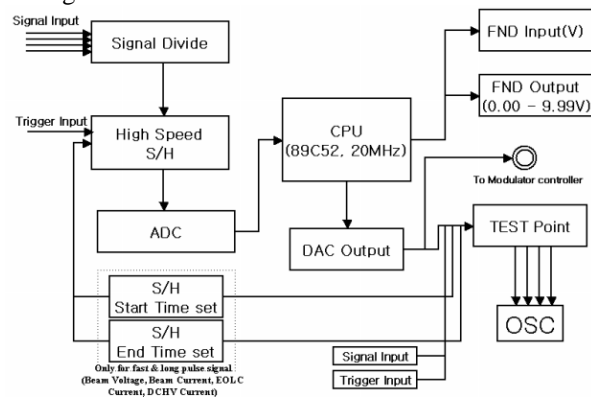 Signal Input
Signal Divide
FND Input(V)
FND Output
(0.00 – 9.99V)
Trigger Input
High Speed
S/H
CPU
(89C52, 20MHz)
To Modulator controller
ADC
DAC Output
TEST Point
S/H
Start Time set
S/H
End Time set
OSC
Only for fast & long pulse signal
(Beam Voltage, Beam Current, EOLC
Current, DCHV Current)
Signal Input
Trigger Input